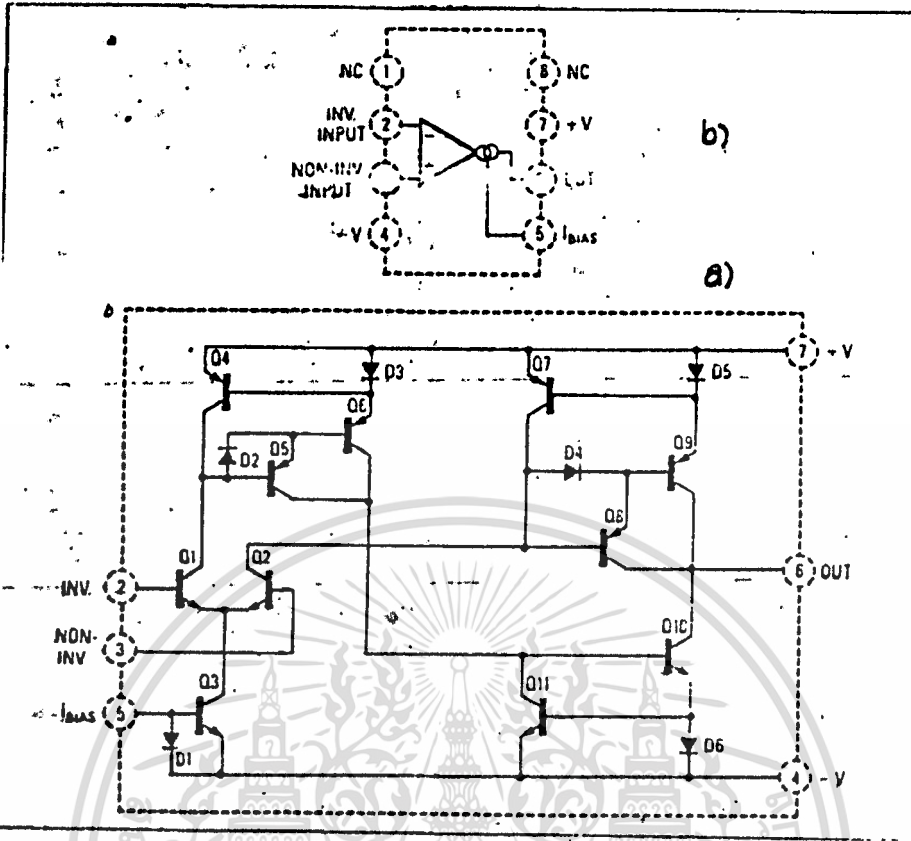 a
NC 1
8 NC
INV. INPUT 2
7 +V
b)
NON-INV INPUT
4
5 IBIAS
a)
b
7 +V
Q4
D3
Q7
D5
Q6
D2
Q5
D4
Q9
Q8
Q1
Q2
INV. 2
6 OUT
NON-INV 3
Q10
Q3
Q11
IBIAS 5
D1
D6
4 - V